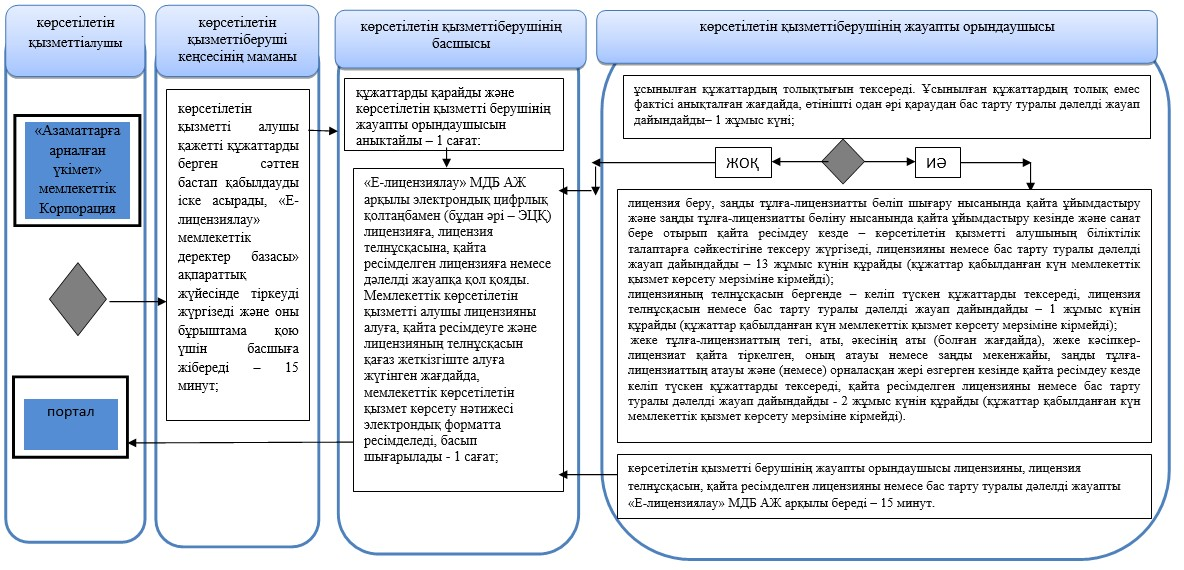 көрсетілетін
қызметтіалушы
«Азаматтарға
арналған
үкімет»
мемлекеттік
Корпорация
портал
көрсетілетін
қызметтіберуші
кеңсесінің маманы
көрсетілетін
қызметті алушы
қажетті құжаттарды
берген сәттен
бастап қабылдауды
іске асырады, «Е-
лицензиялау»
мемлекеттік
деректер базасы»
ақпараттық
жүйесінде тіркеуді
жүргізеді және оны
бұрыштама қою
үшін басшыға
жібереді – 15
минут;
көрсетілетін қызметтіберушінің
басшысы
құжаттарды қарайды және
көрсетілетін қызметті берушінің
жауапты орындаушысын
анықтайды – 1 сағат:
«Е-лицензиялау» МДБ АЖ
арқылы электрондық цифрлық
қолтаңбамен (бұдан әрі – ЭЦҚ)
лицензияға, лицензия
телнұсқасына, қайта
ресімделген лицензияға немесе
дәлелді жауапқа қол қояды.
Мемлекеттік көрсетілетін
қызметті алушы лицензияны
алуға, қайта ресімдеуге және
лицензияның телнұсқасын
қағаз жеткізгіште алуға
жүгінген жағдайда,
мемлекеттік көрсетілетін
қызмет көрсету нәтижесі
электрондық форматта
ресімделеді, басып
шығарылады - 1 сағат;
көрсетілетін қызметтіберушінің жауапты орындаушысы
ұсынылған құжаттардың толықтығын тексереді. Ұсынылған құжаттардың толық емес
фактісі анықталған жағдайда, өтінішті одан әрі қараудан бас тарту туралы дәлелді жауап
дайындайды– 1 жұмыс күні;
ЖОҚ
ИӘ
лицензия беру, заңды тұлға-лицензиатты бөліп шығару нысанында қайта ұйымдастыру
және заңды тұлға-лицензиатты бөліну нысанында қайта ұйымдастыру кезінде және санат
бере отырып қайта ресімдеу кезде – көрсетілетін қызметті алушының біліктілік
талаптарға сәйкестігіне тексеру жүргізеді, лицензияны немесе бас тарту туралы дәлелді
жауап дайындайды – 13 жұмыс күнін құрайды (құжаттар қабылданған күн мемлекеттік
қызмет көрсету мерзіміне кірмейді);
лицензияның телнұсқасын бергенде – келіп түскен құжаттарды тексереді, лицензия
телнұсқасын немесе бас тарту туралы дәлелді жауап дайындайды – 1 жұмыс күнін
құрайды (құжаттар қабылданған күн мемлекеттік қызмет көрсету мерзіміне кірмейді);
жеке тұлға-лицензиаттың тегі, аты, әкесінің аты (болған жағдайда), жеке кәсіпкер-
лицензиат қайта тіркелген, оның атауы немесе заңды мекенжайы, заңды тұлға-
лицензиаттың атауы және (немесе) орналасқан жері өзгерген кезінде қайта ресімдеу кезде
келіп түскен құжаттарды тексереді, қайта ресімделген лицензияны немесе бас тарту
туралы дәлелді жауап дайындайды - 2 жұмыс күнін құрайды (құжаттар қабылданған күн
мемлекеттік қызмет көрсету мерзіміне кірмейді).
көрсетілетін қызметті берушінің жауапты орындаушысы лицензияны, лицензия
телнұсқасын, қайта ресімделген лицензияны немесе бас тарту туралы дәлелді жауапты
«Е-лицензиялау» МДБ АЖ арқылы береді – 15 минут.